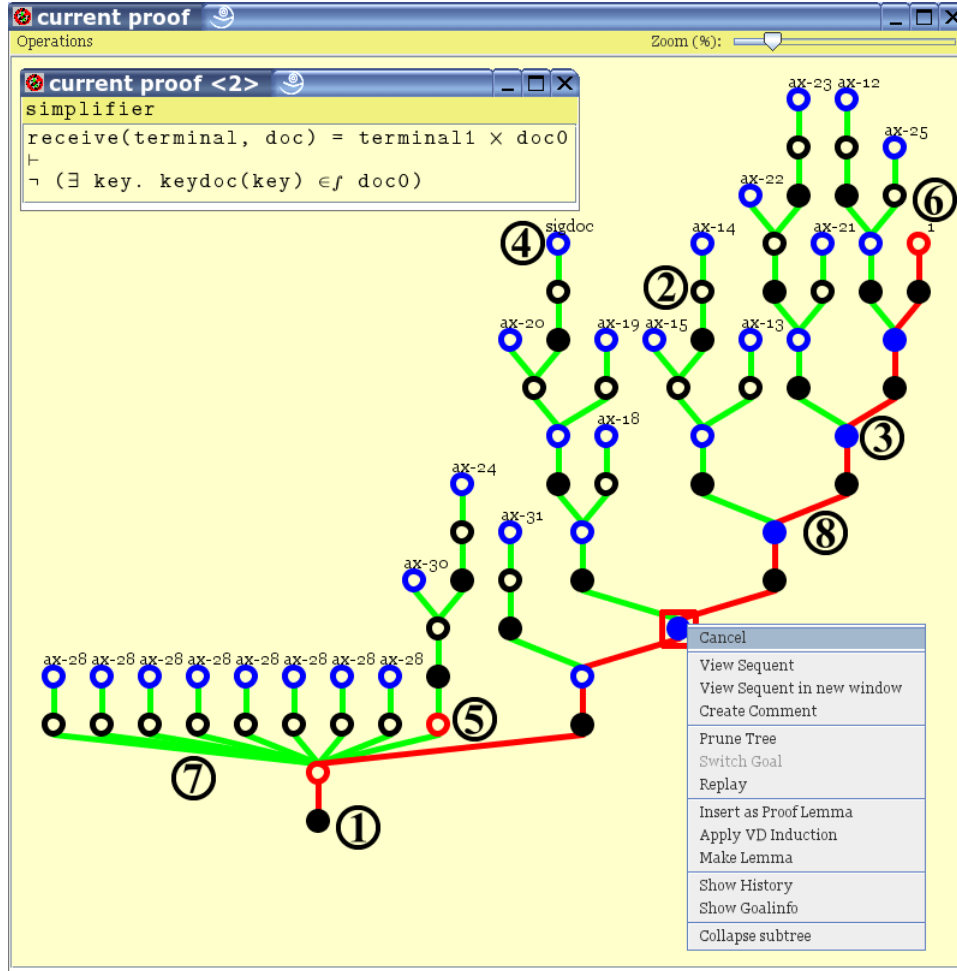 current proof
Operations
Zoom (%):
current proof <2>
simplifier
receive(terminal, doc) = terminal1 × doc0
⊢
¬ (∃ key. keydoc(key) ∈f doc0)
ax-23 ax-12
ax-25
ax-22
6
4 sigdoc ax-14 ax-21 1
2
ax-20 ax-19 ax-15 ax-13
ax-18 3
ax-24
ax-31 8
ax-30
ax-28 ax-28 ax-28 ax-28 ax-28 ax-28 ax-28 ax-28
5
7
1
Cancel
View Sequent
View Sequent in new window
Create Comment
Prune Tree
Switch Goal
Replay
Insert as Proof Lemma
Apply VD Induction
Make Lemma
Show History
Show Goalinfo
Collapse subtree